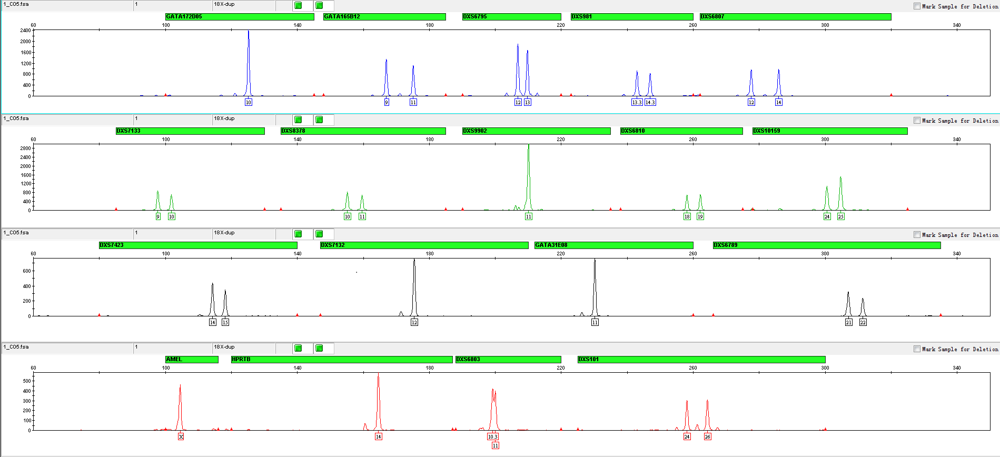 1_C05.fsa 1 18X-dup Mark Sample for Deletion
GATA172D05 GATA165B12 DXS6795 DXS981 DXS6807
60 100 140 180 220 260 300 340
2400
2000
1600
1200
800
400
0
10 9 11 12 13 13.3 14.3 12 14
1_C05.fsa 1 18X-dup Mark Sample for Deletion
DXS7133 DXS8378 DXS9902 DXS6810 DXS10159
60 100 140 180 220 260 300 340
2800
2400
2000
1600
1200
800
400
0
9 10 10 11 11 18 19 24 25
1_C05.fsa 1 18X-dup Mark Sample for Deletion
DXS7423 DXS7132 GATA31E08 DXS6789
60 100 140 180 220 260 300 340
600
400
200
0
14 15 12 11 21 22
1_C05.fsa 1 18X-dup Mark Sample for Deletion
AMEL HPRTB DXS6803 DXS101
60 100 140 180 220 260 300 340
500
400
300
200
100
0
X 14 10.3 24 26
11